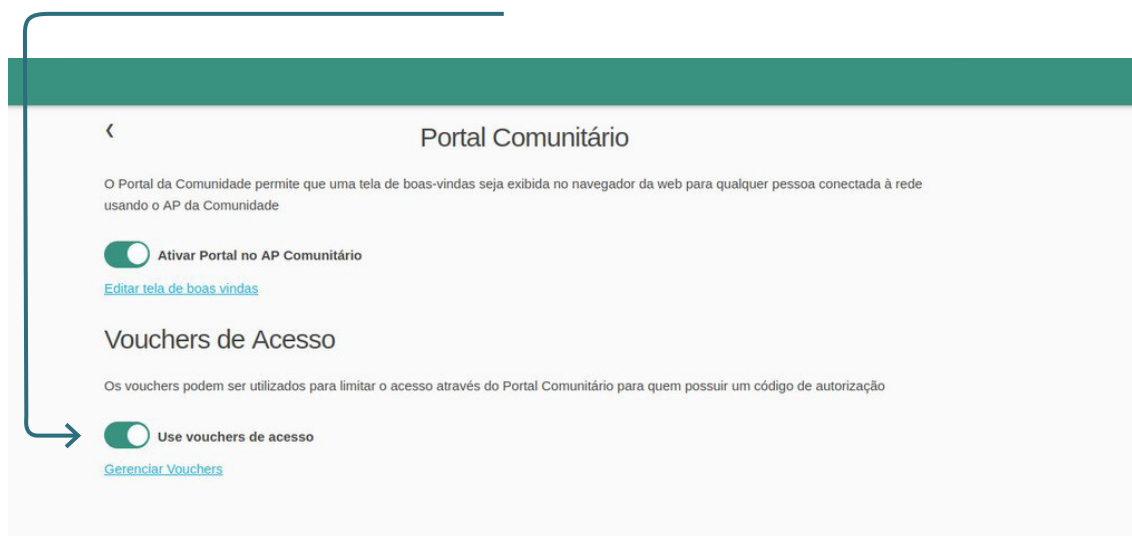 Portal Comunitário
O Portal da Comunidade permite que uma tela de boas-vindas seja exibida no navegador da web para qualquer pessoa conectada à rede
usando o AP da Comunidade
Ativar Portal no AP Comunitário
Editar tela de boas vindas
Vouchers de Acesso
Os vouchers podem ser utilizados para limitar o acesso através do Portal Comunitário para quem possuir um código de autorização
Use vouchers de acesso
Gerenciar Vouchers